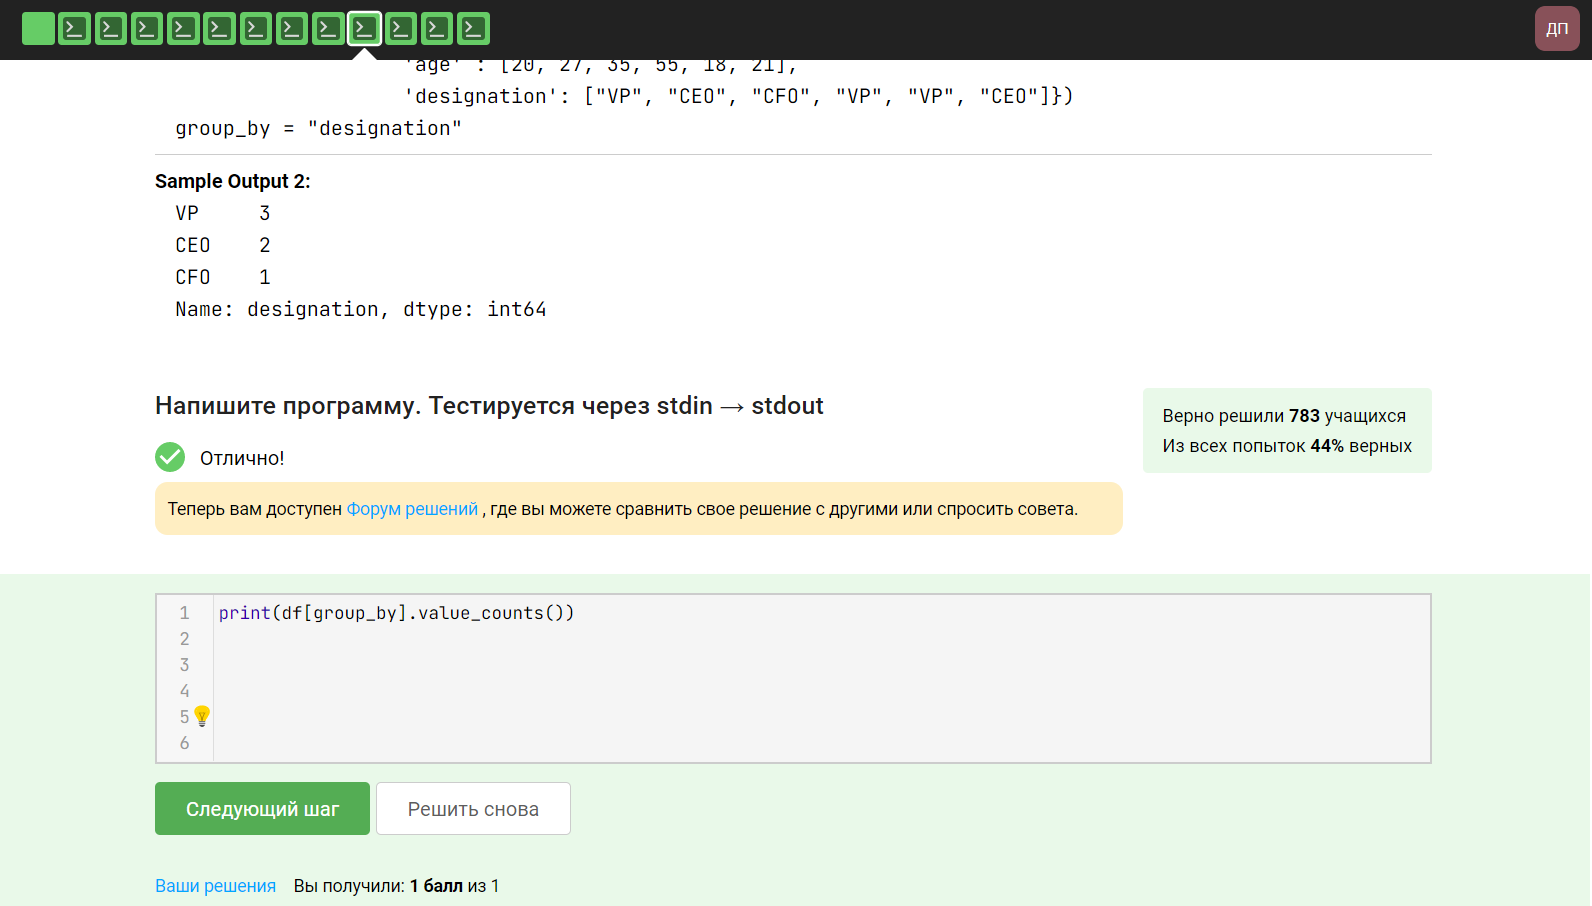 ДП
'age' : [20, 27, 35, 55, 18, 21],
'designation': ["VP", "CEO", "CFO", "VP", "VP", "CEO"]})
group_by = "designation"
Sample Output 2:
VP 3
CEO 2
CFO 1
Name: designation, dtype: int64
Напишите программу. Тестируется через stdin → stdout
Верно решили 783 учащихся
Из всех попыток 44% верных
Отлично!
Теперь вам доступен Форум решений , где вы можете сравнить свое решение с другими или спросить совета.
1 print(df[group_by].value_counts())
2
3
4
5
6
Следующий шаг
Решить снова
Ваши решения Вы получили: 1 балл из 1